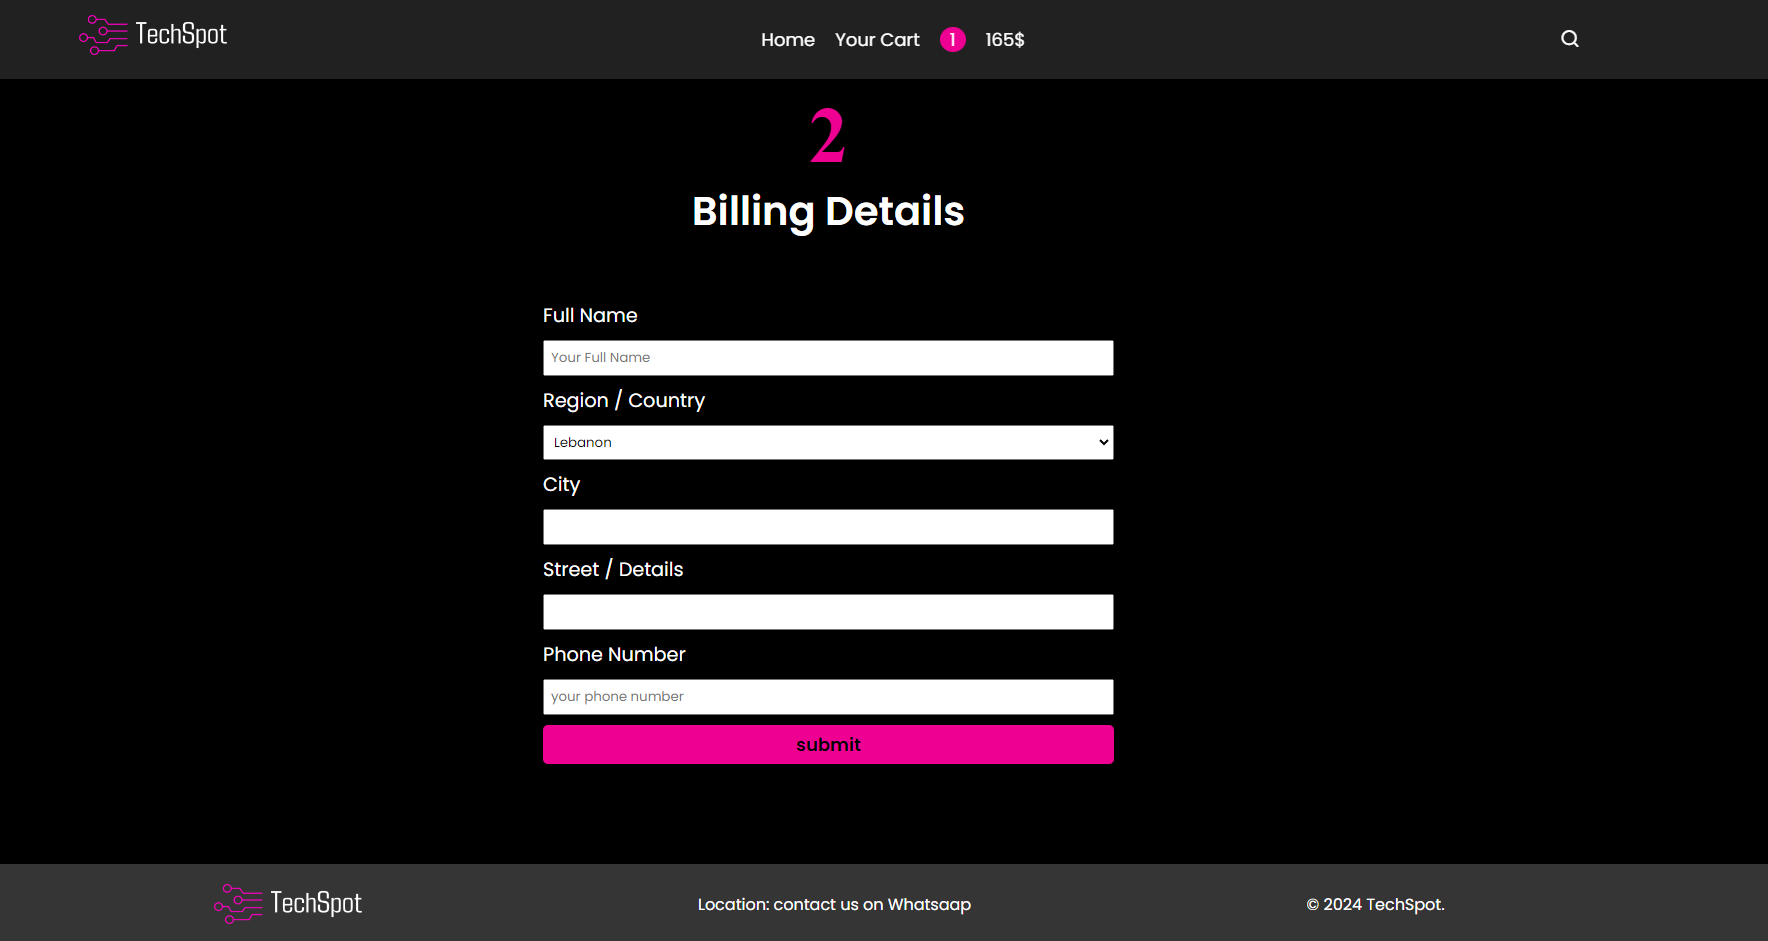 TechSpot
Home Your Cart 1 165$
2
Billing Details
Full Name
Your Full Name
Region / Country
Lebanon
City
Street / Details
Phone Number
your phone number
submit
TechSpot
Location: contact us on Whatsaap
© 2024 TechSpot.